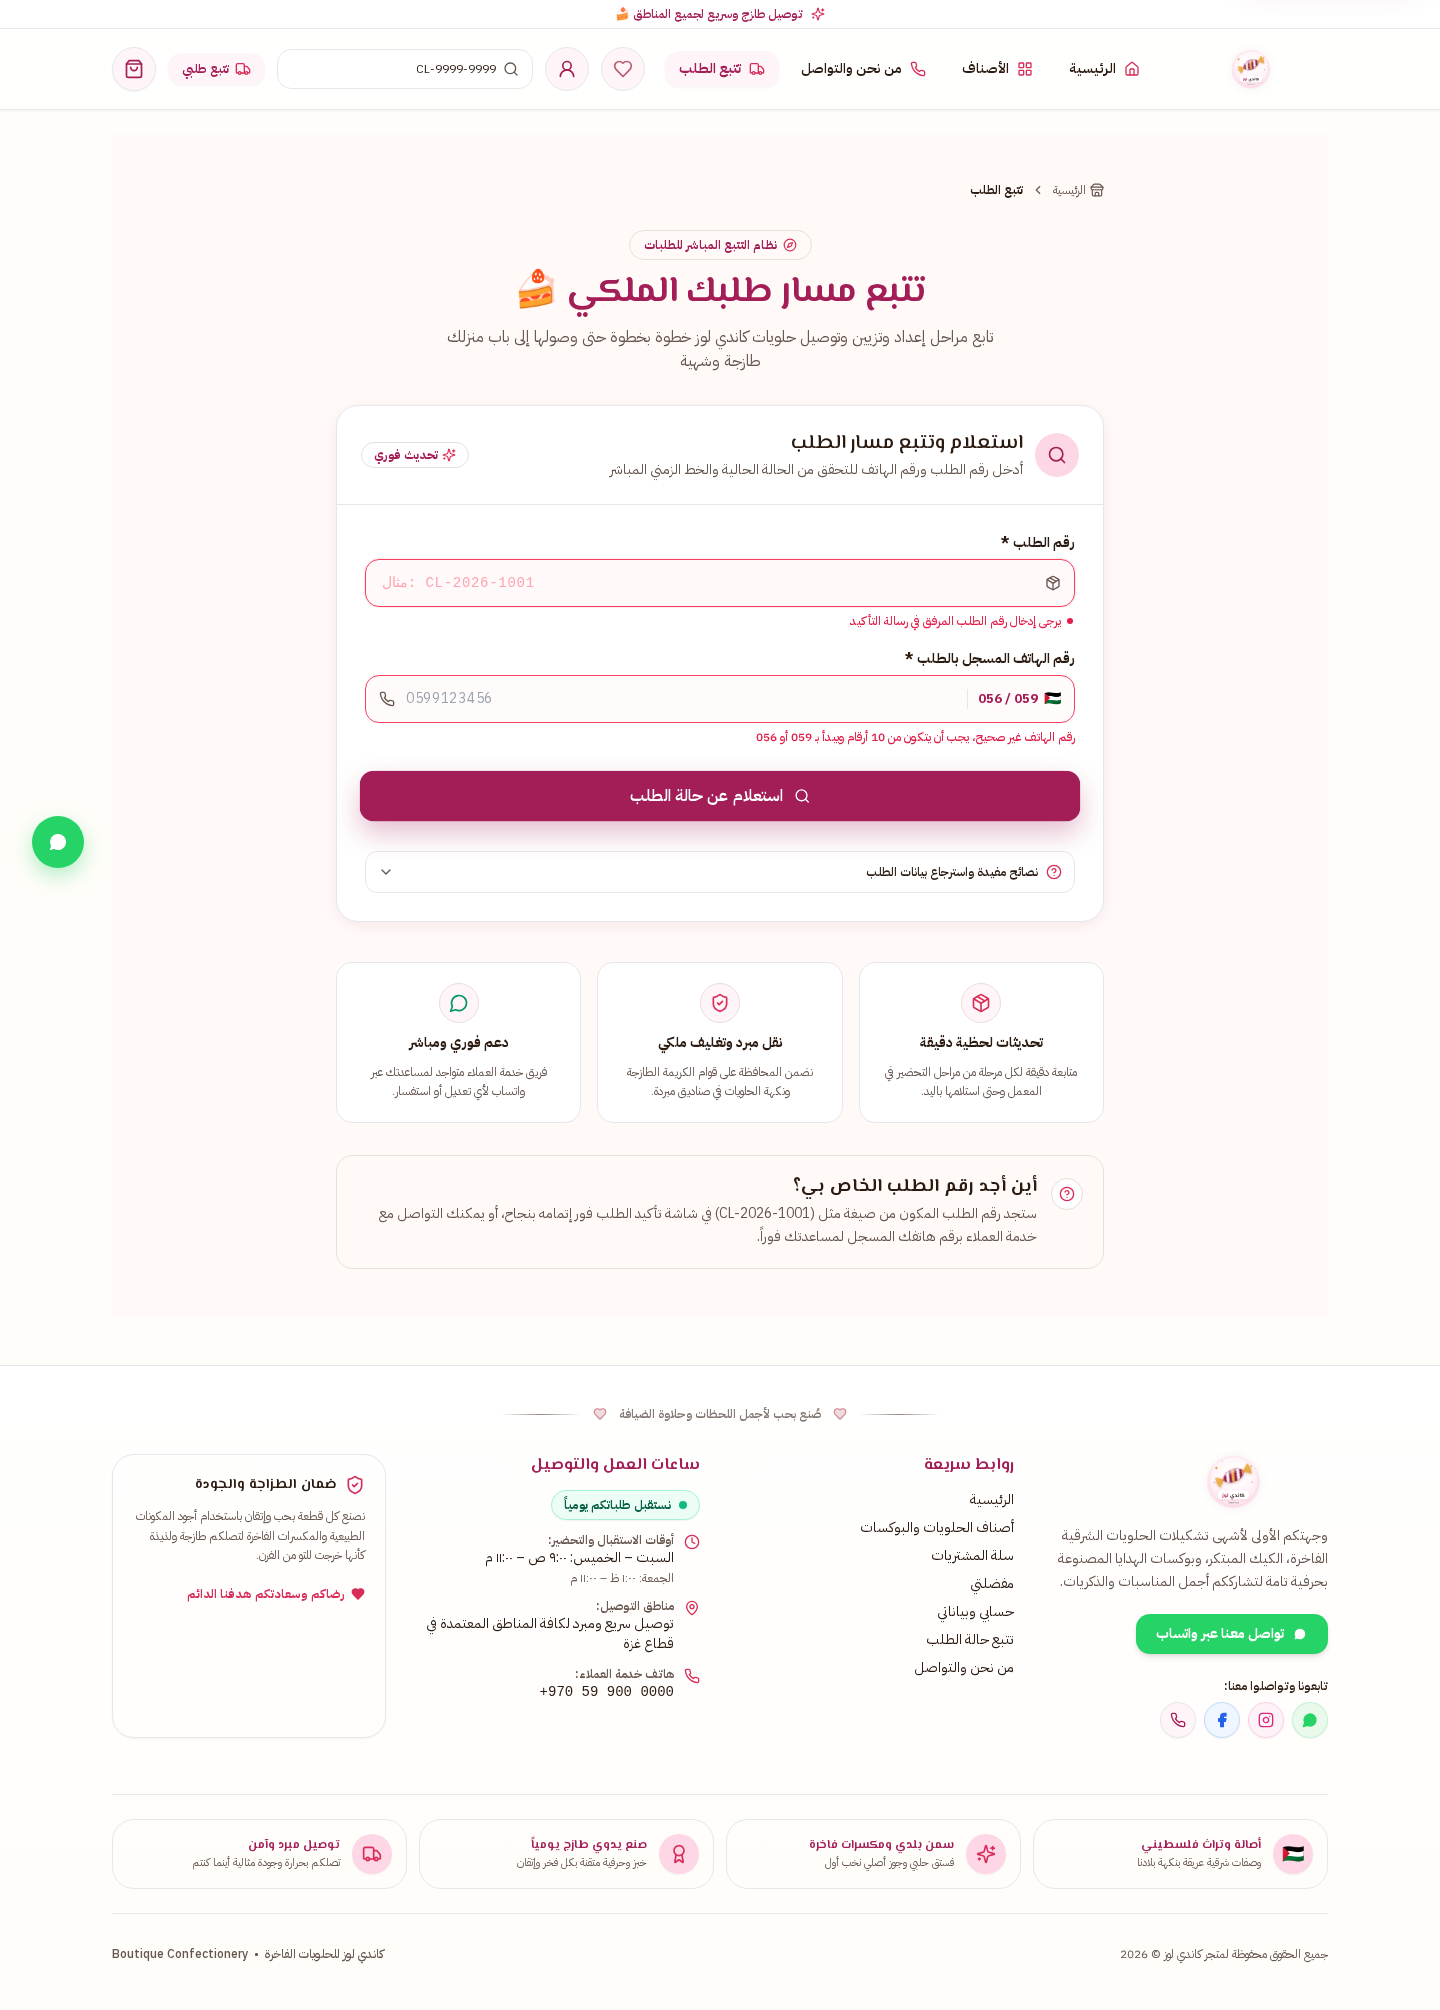 توصيل طازج وسريع لجميع المناطق 🍰
الرئيسية
الأصناف
من نحن والتواصل
تتبع الطلب
CL-9999-9999
تتبع طلبي
الرئيسية
تتبع الطلب
نظام التتبع المباشر للطلبات
تتبع مسار طلبك الملكي 🍰
تابع مراحل إعداد وتزيين وتوصيل حلويات كاندي لوز خطوة بخطوة حتى وصولها إلى باب منزلك
طازجة وشهية
استعلام وتتبع مسار الطلب
أدخل رقم الطلب ورقم الهاتف للتحقق من الحالة الحالية والخط الزمني المباشر
تحديث فوري
رقم الطلب *
مثال: CL-2026-1001
يرجى إدخال رقم الطلب المرفق في رسالة التأكيد
رقم الهاتف المسجل بالطلب *
🇵🇸 059 / 056
0599123456
رقم الهاتف غير صحيح، يجب أن يتكون من 10 أرقام ويبدأ بـ 059 أو 056
استعلام عن حالة الطلب
نصائح مفيدة واسترجاع بيانات الطلب
تحديثات لحظية دقيقة
متابعة دقيقة لكل مرحلة من مراحل التحضير في
المعمل وحتى استلامها باليد.
نقل مبرد وتغليف ملكي
نضمن المحافظة على قوام الكريمة الطازجة
ونكهة الحلويات في صناديق مبردة.
دعم فوري ومباشر
فريق خدمة العملاء متواجد لمساعدتك عبر
واتساب لأي تعديل أو استفسار.
أين أجد رقم الطلب الخاص بي؟
ستجد رقم الطلب المكون من صيغة مثل (CL-2026-1001) في شاشة تأكيد الطلب فور إتمامه بنجاح، أو يمكنك التواصل مع
خدمة العملاء برقم هاتفك المسجل لمساعدتك فوراً.
صُنع بحب لأجمل اللحظات وحلاوة الضيافة
كاندي لوز
وجهتكم الأولى لأشهى تشكيلات الحلويات الشرقية
الفاخرة، الكيك المبتكر، وبوكسات الهدايا المصنوعة
بحرفية تامة لتشارككم أجمل المناسبات والذكريات.
تواصل معنا عبر واتساب
تابعونا وتواصلوا معنا:
روابط سريعة
الرئيسية
أصناف الحلويات والبوكسات
سلة المشتريات
مفضلتي
حسابي وبياناتي
تتبع حالة الطلب
من نحن والتواصل
ساعات العمل والتوصيل
نستقبل طلباتكم يومياً
أوقات الاستقبال والتحضير:
السبت – الخميس: ٩:٠٠ ص – ١١:٠٠ م
الجمعة: ١:٠٠ ظ – ١١:٠٠ م
مناطق التوصيل:
توصيل سريع ومبرد لكافة المناطق المعتمدة في
قطاع غزة
هاتف خدمة العملاء:
+970 59 900 0000
ضمان الطزاجة والجودة
نصنع كل قطعة بحب وإتقان باستخدام أجود المكونات
الطبيعية والمكسرات الفاخرة لتصلكم طازجة ولذيذة
كأنها خرجت للتو من الفرن.
رضاكم وسعادتكم هدفنا الدائم
🇵🇸
أصالة وتراث فلسطيني
وصفات شرقية عريقة بنكهة بلادنا
سمن بلدي ومكسرات فاخرة
فستق حلبي وجوز أصلي نخب أول
صنع يدوي طازج يومياً
خبز وحرفية متقنة بكل فخر وإتقان
توصيل مبرد وآمن
تصلكم بحرارة وجودة مثالية أينما كنتم
جميع الحقوق محفوظة لمتجر كاندي لوز © 2026
كاندي لوز للحلويات الفاخرة • Boutique Confectionery